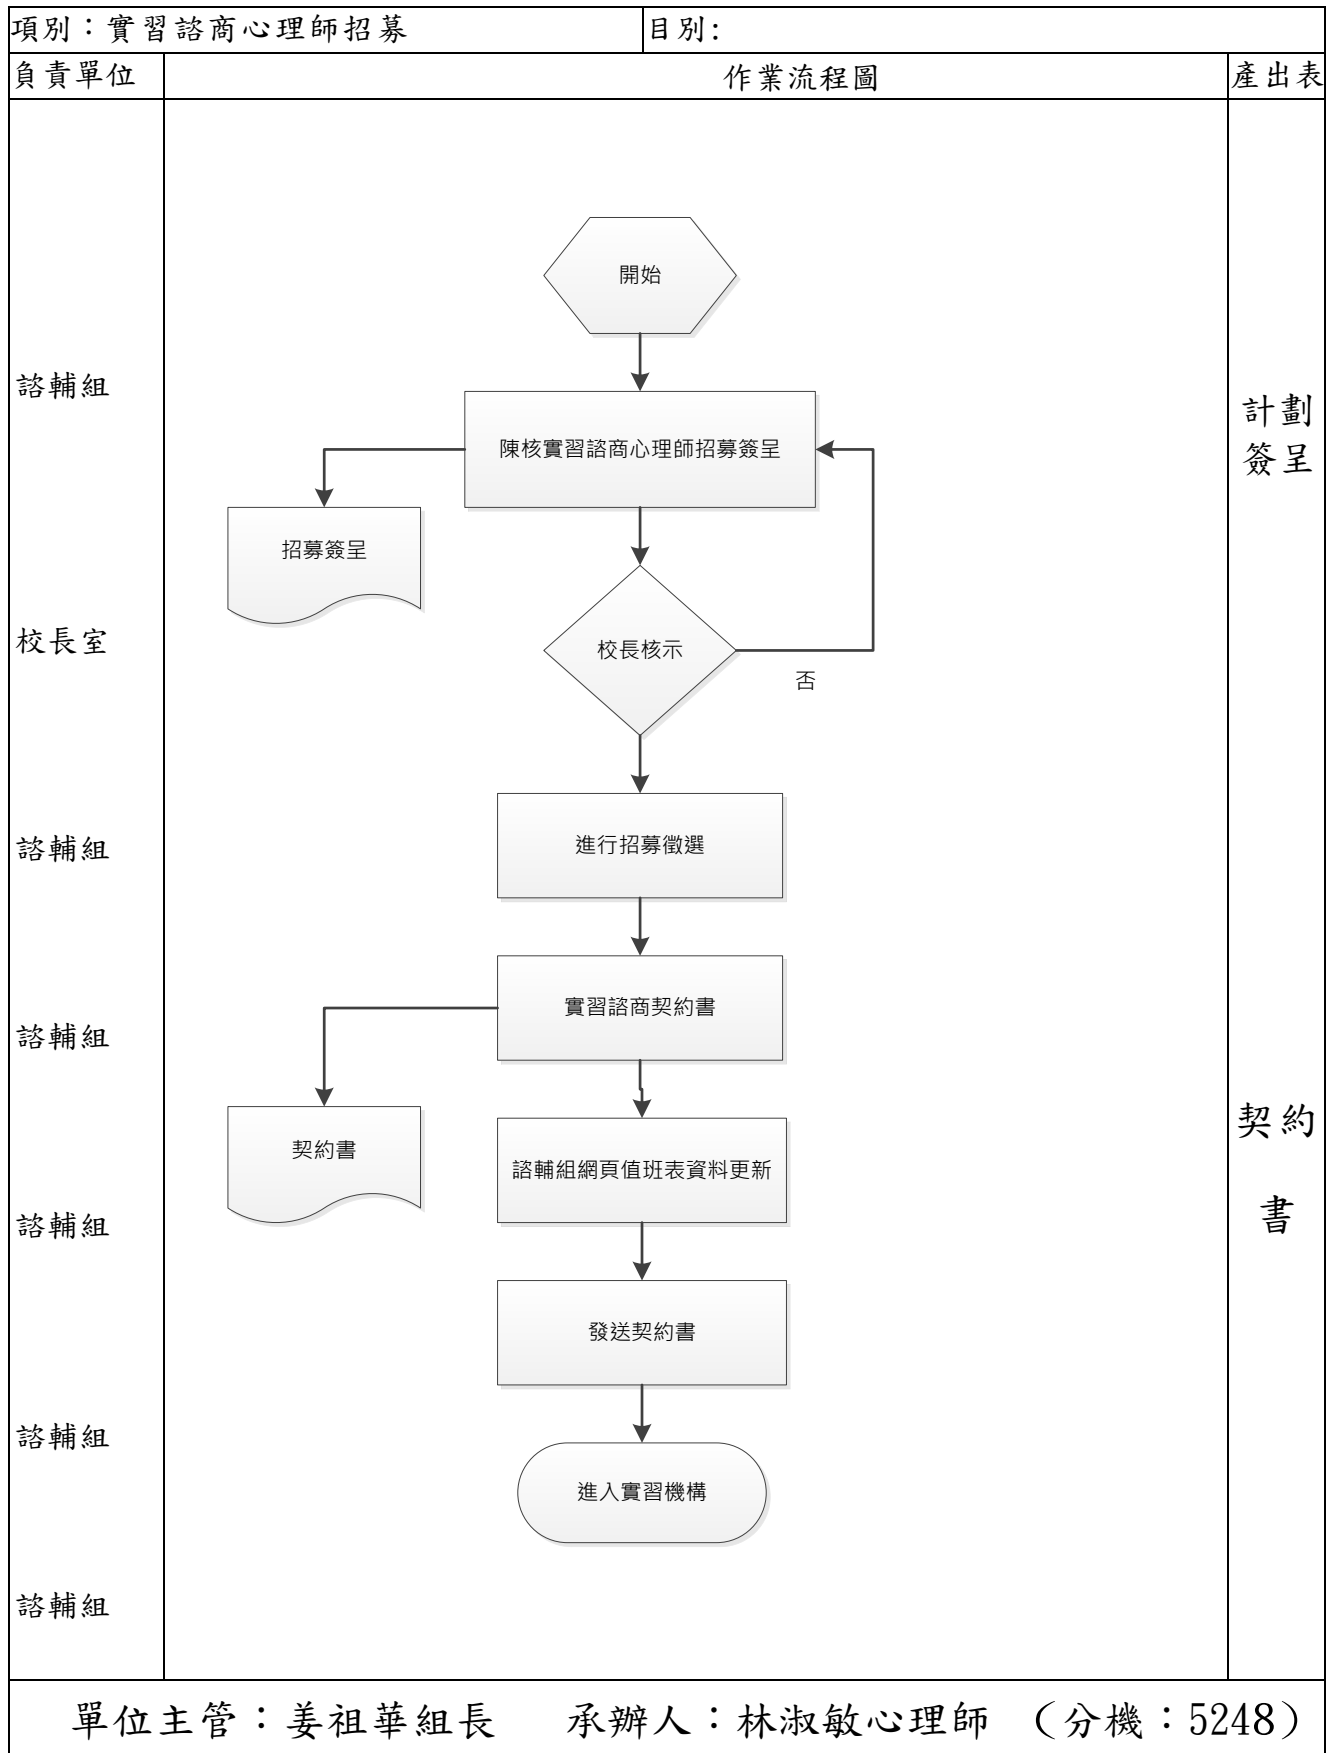 項別：實習諮商心理師招募
目別:
負責單位
作業流程圖
產出表
開始
諮輔組
陳核實習諮商心理師招募簽呈
計劃
簽呈
招募簽呈
校長室
校長核示
否
諮輔組
進行招募徵選
諮輔組
實習諮商契約書
契約書
諮輔組網頁值班表資料更新
契約
書
諮輔組
發送契約書
諮輔組
進入實習機構
諮輔組
單位主管：姜祖華組長　承辦人：林淑敏心理師　（分機：5248）